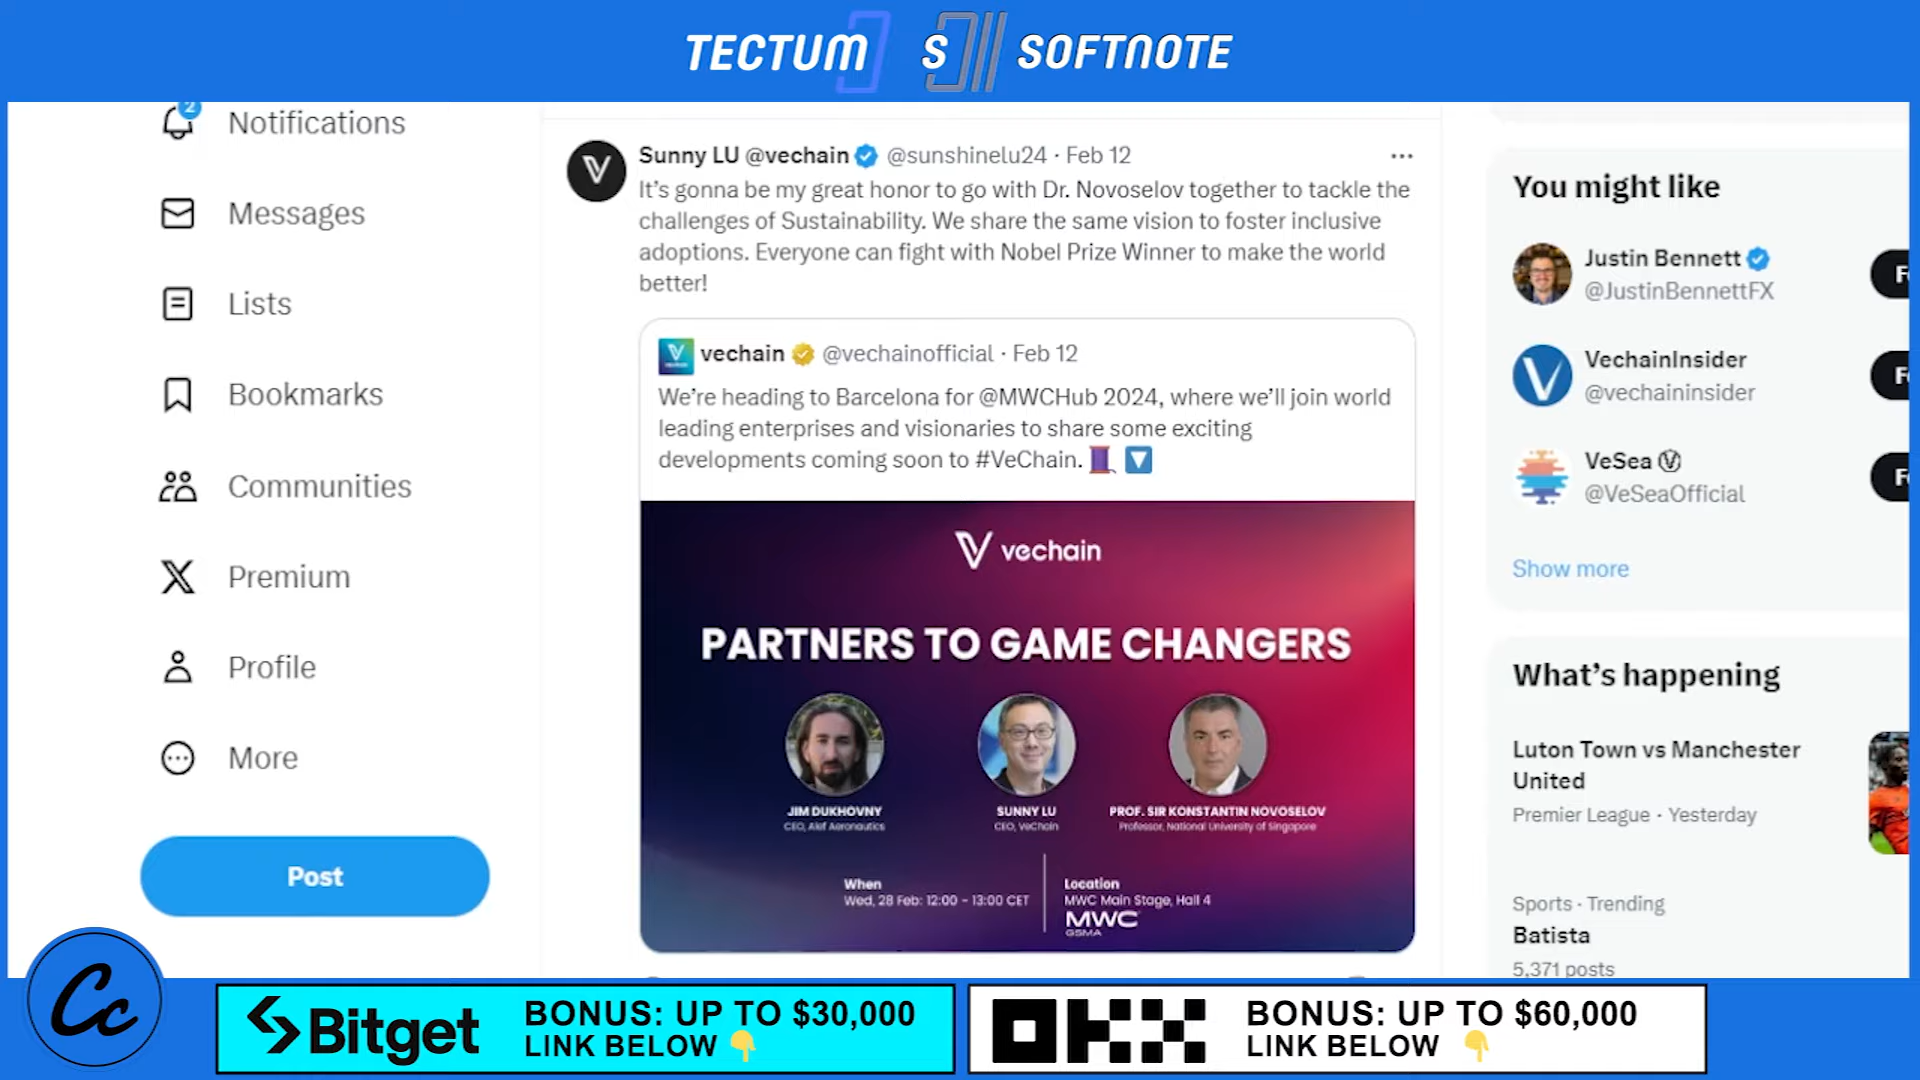 TECTUM S SOFTNOTE
2
Notifications
Messages
Lists
Bookmarks
Communities
Premium
Profile
More
Post
Sunny LU @vechain @sunshinelu24 · Feb 12
It's gonna be my great honor to go with Dr. Novoselov together to tackle the
challenges of Sustainability. We share the same vision to foster inclusive
adoptions. Everyone can fight with Nobel Prize Winner to make the world
better!
vechain @vechainofficial · Feb 12
We're heading to Barcelona for @MWCHub 2024, where we'll join world
leading enterprises and visionaries to share some exciting
developments coming soon to #VeChain.
vechain
PARTNERS TO GAME CHANGERS
JIM DUKHOVNY
CEO, Alef Aeronautics
SUNNY LU
CEO, VeChain
PROF. SIR KONSTANTIN NOVOSELOV
Professor, National University of Singapore
When
Wed, 28 Feb: 12:00 - 13:00 CET
Location
MWC Main Stage, Hall 4
MWC
GSMA
You might like
Justin Bennett
@JustinBennettFX
VechainInsider
@vechaininsider
VeSea
@VeSeaOfficial
Show more
What's happening
Luton Town vs Manchester
United
Premier League · Yesterday
Sports · Trending
Batista
5,371 posts
Cc
Bitget
BONUS: UP TO $30,000
LINK BELOW
OKX
BONUS: UP TO $60,000
LINK BELOW